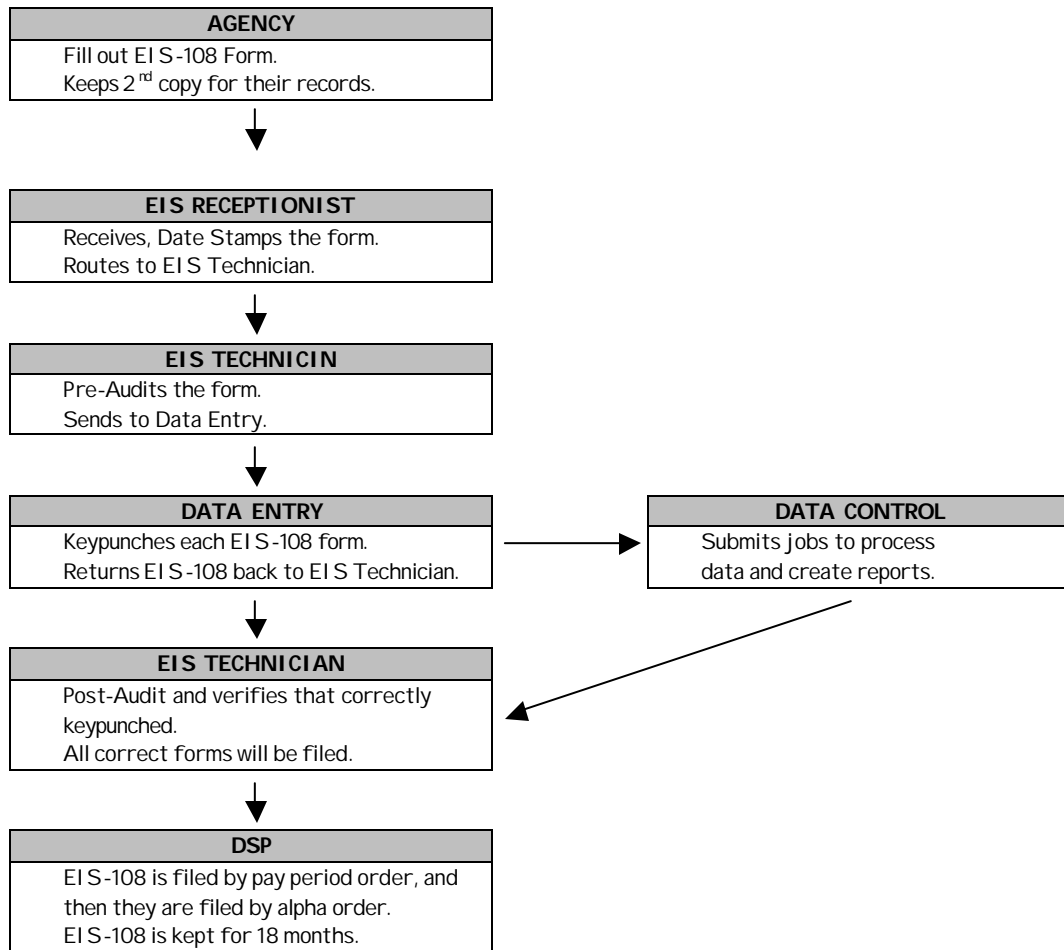 AGENCY
Fill out EIS-108 Form.
Keeps 2nd copy for their records.
EIS RECEPTIONIST
Receives, Date Stamps the form.
Routes to EIS Technician.
EIS TECHNICIN
Pre-Audits the form.
Sends to Data Entry.
DATA ENTRY
Keypunches each EIS-108 form.
Returns EIS-108 back to EIS Technician.
DATA CONTROL
Submits jobs to process
data and create reports.
EIS TECHNICIAN
Post-Audit and verifies that correctly
keypunched.
All correct forms will be filed.
DSP
EIS-108 is filed by pay period order, and
then they are filed by alpha order.
EIS-108 is kept for 18 months.